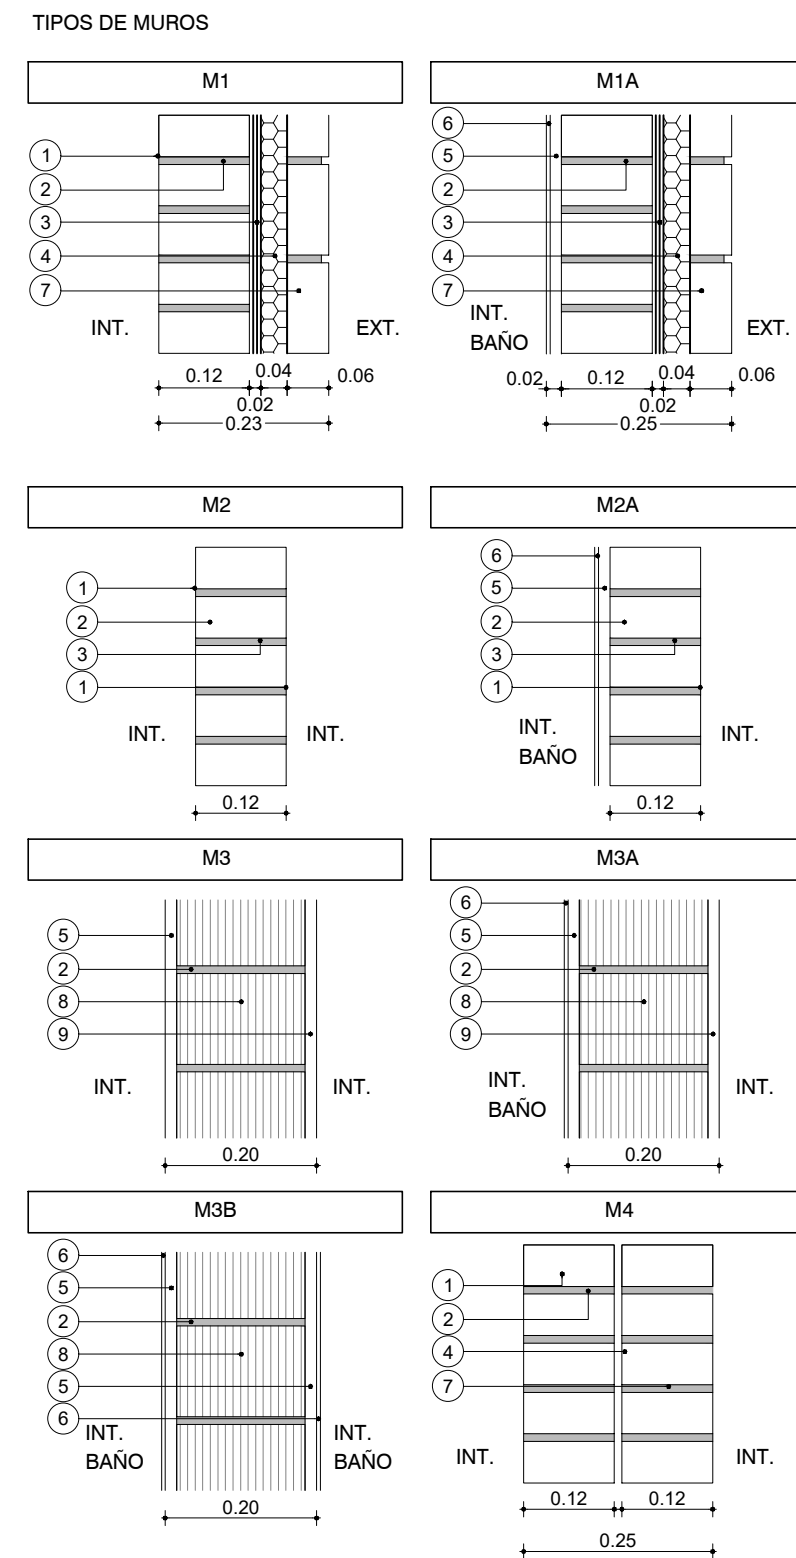 TIPOS DE MUROS
M1
1
2
3
4
7
INT.
EXT.
0.12
0.04
0.06
0.02
0.23
M1A
6
5
2
3
4
7
INT.
BAÑO
EXT.
0.02
0.12
0.04
0.06
0.02
0.25
M2
1
2
3
1
INT.
INT.
0.12
M2A
6
5
2
3
1
INT.
BAÑO
INT.
0.12
M3
5
2
8
9
INT.
INT.
0.20
M3A
6
5
2
8
9
INT.
BAÑO
INT.
0.20
M3B
6
5
2
8
5
6
INT.
BAÑO
INT.
BAÑO
0.20
M4
1
2
4
7
INT.
INT.
0.12
0.12
0.25